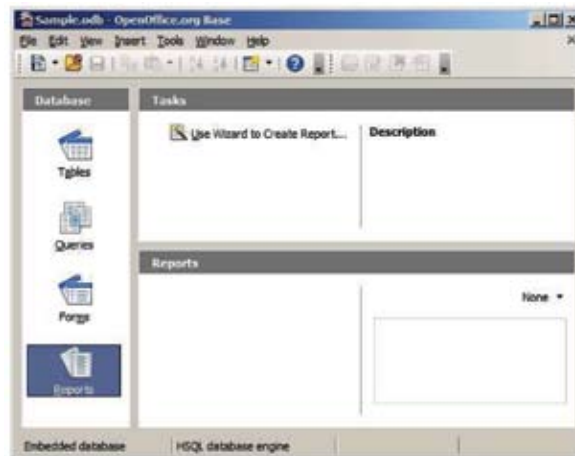 Sample.odb - OpenOffice.org Base
File Edit View Insert Tools Window Help
Database
Tables
Queries
Forms
Reports
Tasks
Use Wizard to Create Report...
Description
Reports
None
Embedded database
HSQL database engine